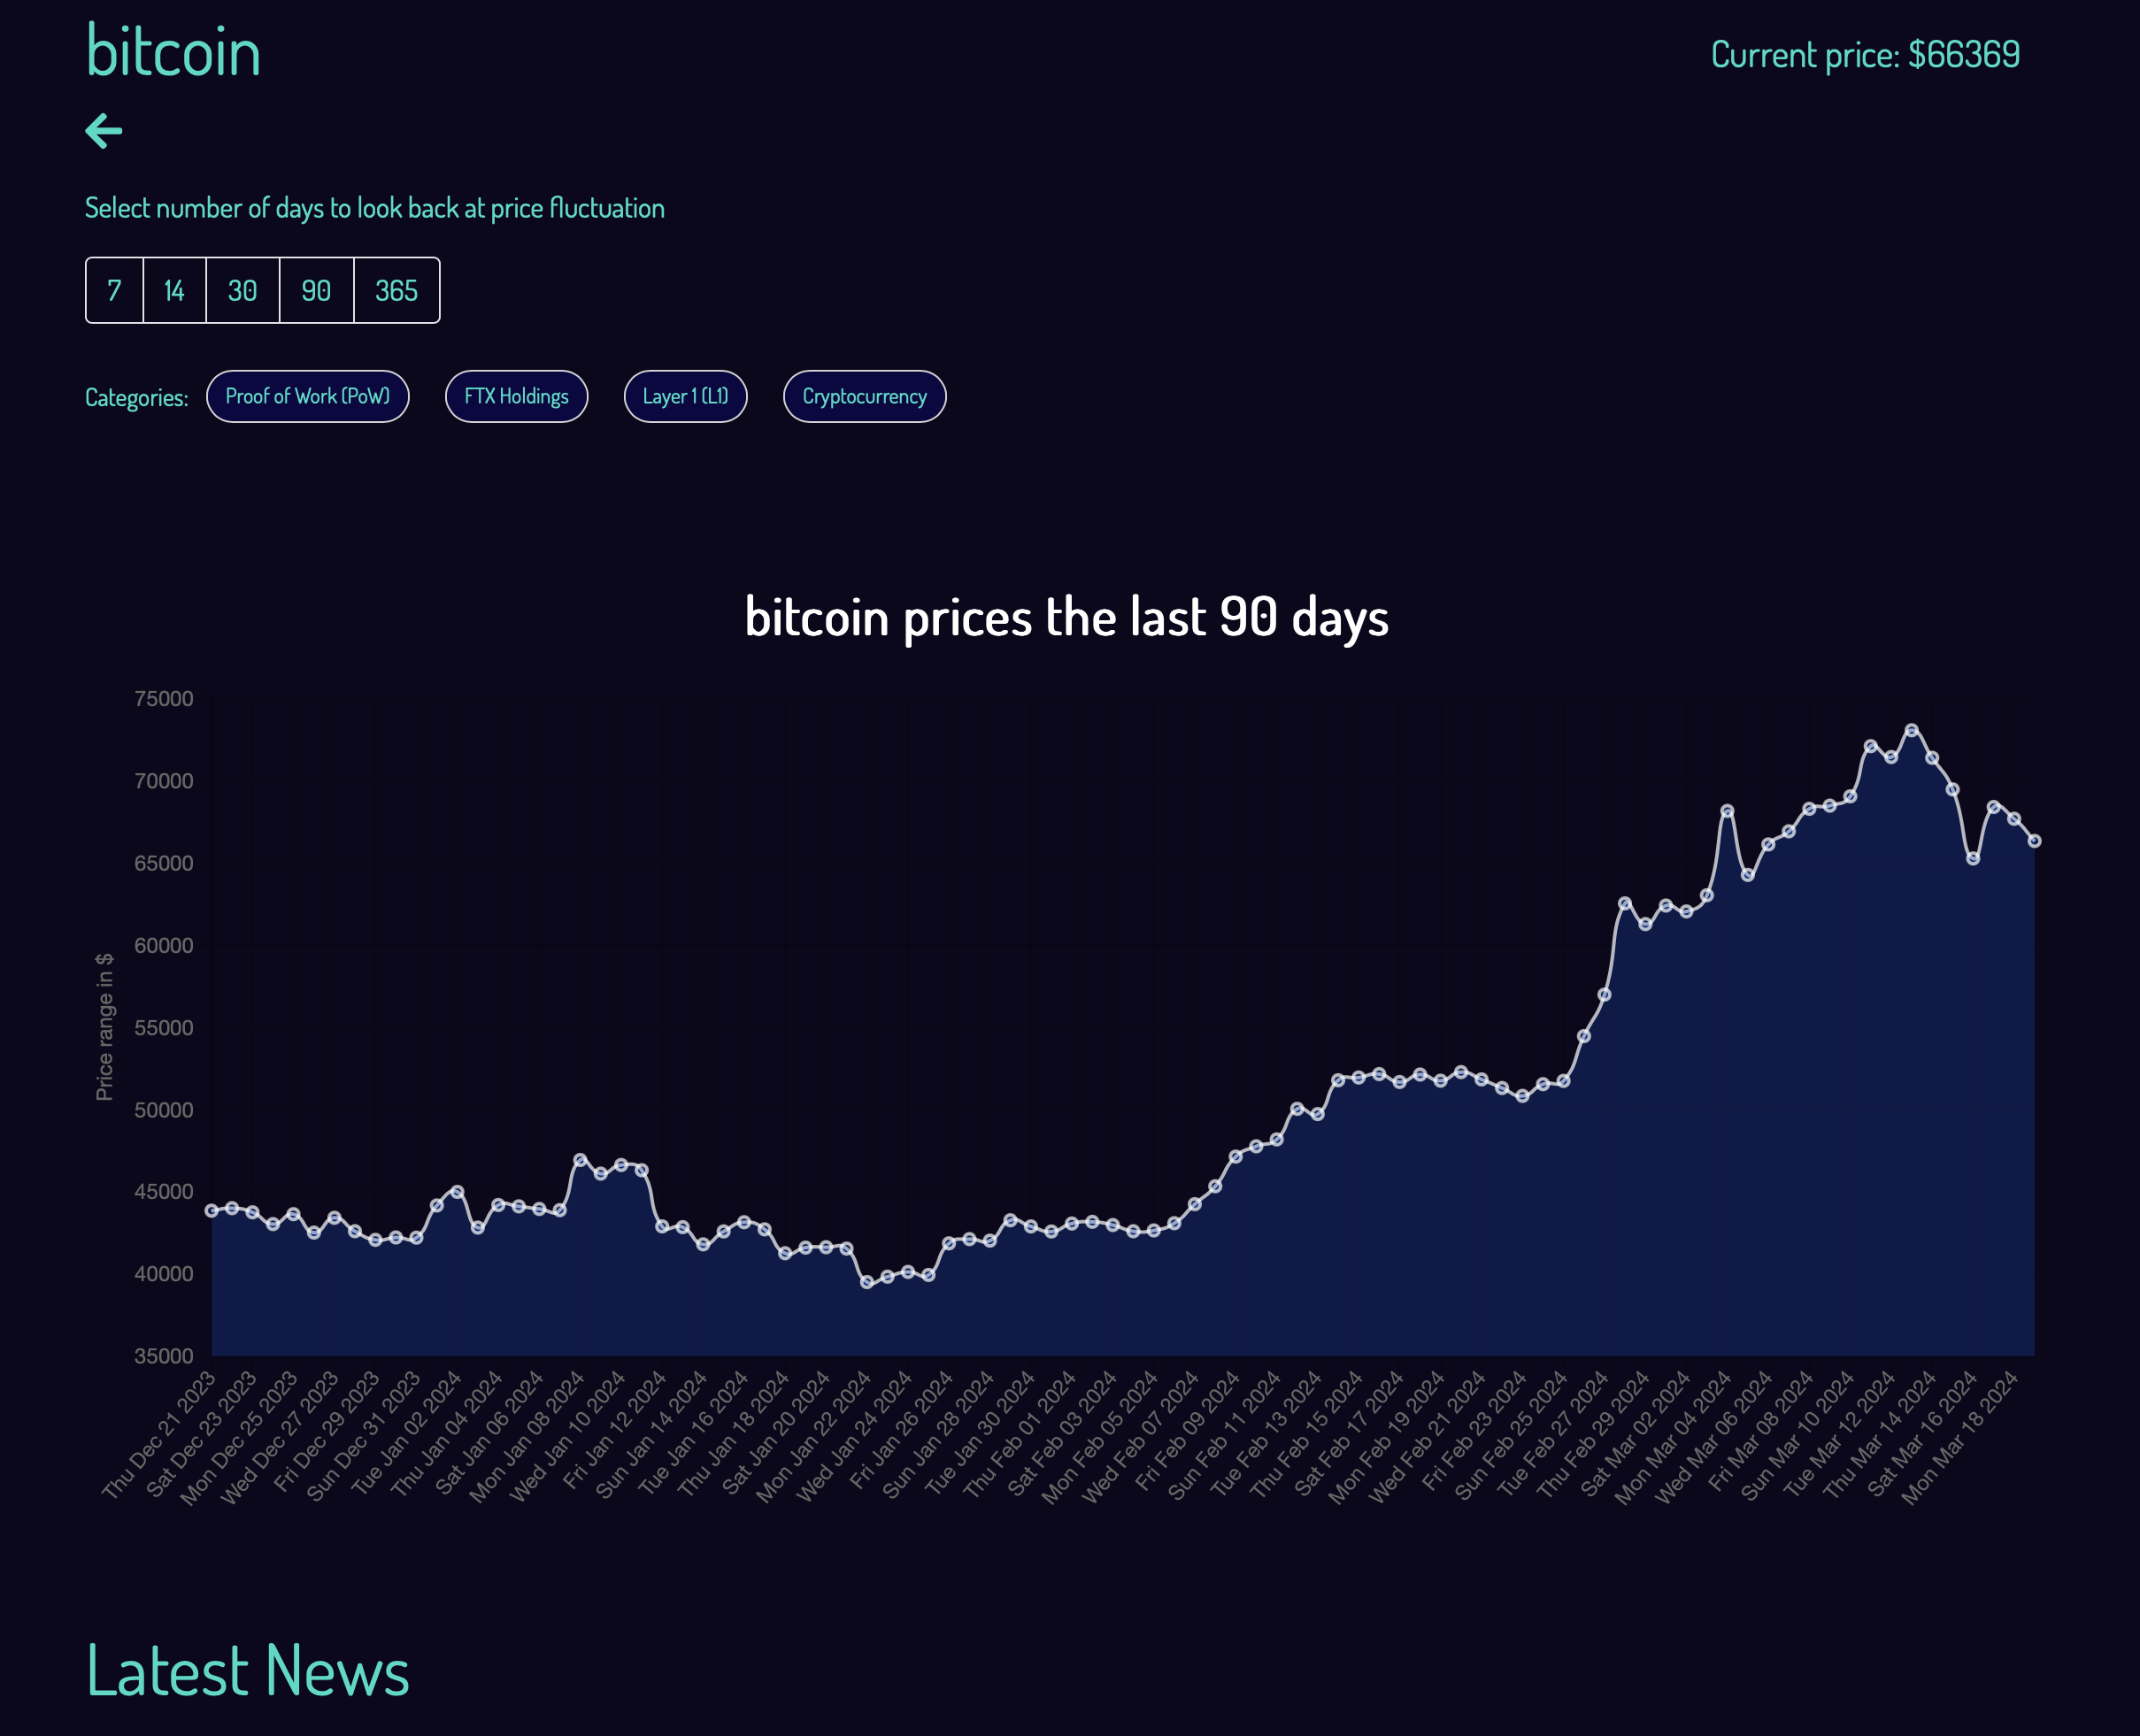 bitcoin
Current price: $66369
Select number of days to look back at price fluctuation
7 14 30 90 365
Categories: Proof of Work (PoW) FTX Holdings Layer 1 (L1) Cryptocurrency
bitcoin prices the last 90 days
Price range in $
75000
70000
65000
60000
55000
50000
45000
40000
35000
Thu Dec 21 2023
Sat Dec 23 2023
Mon Dec 25 2023
Wed Dec 27 2023
Fri Dec 29 2023
Sun Dec 31 2023
Tue Jan 02 2024
Thu Jan 04 2024
Sat Jan 06 2024
Mon Jan 08 2024
Wed Jan 10 2024
Fri Jan 12 2024
Sun Jan 14 2024
Tue Jan 16 2024
Thu Jan 18 2024
Sat Jan 20 2024
Mon Jan 22 2024
Wed Jan 24 2024
Fri Jan 26 2024
Sun Jan 28 2024
Tue Jan 30 2024
Thu Feb 01 2024
Sat Feb 03 2024
Mon Feb 05 2024
Wed Feb 07 2024
Fri Feb 09 2024
Sun Feb 11 2024
Tue Feb 13 2024
Thu Feb 15 2024
Sat Feb 17 2024
Mon Feb 19 2024
Wed Feb 21 2024
Fri Feb 23 2024
Sun Feb 25 2024
Tue Feb 27 2024
Thu Feb 29 2024
Sat Mar 02 2024
Mon Mar 04 2024
Wed Mar 06 2024
Fri Mar 08 2024
Sun Mar 10 2024
Tue Mar 12 2024
Thu Mar 14 2024
Sat Mar 16 2024
Mon Mar 18 2024
Latest News